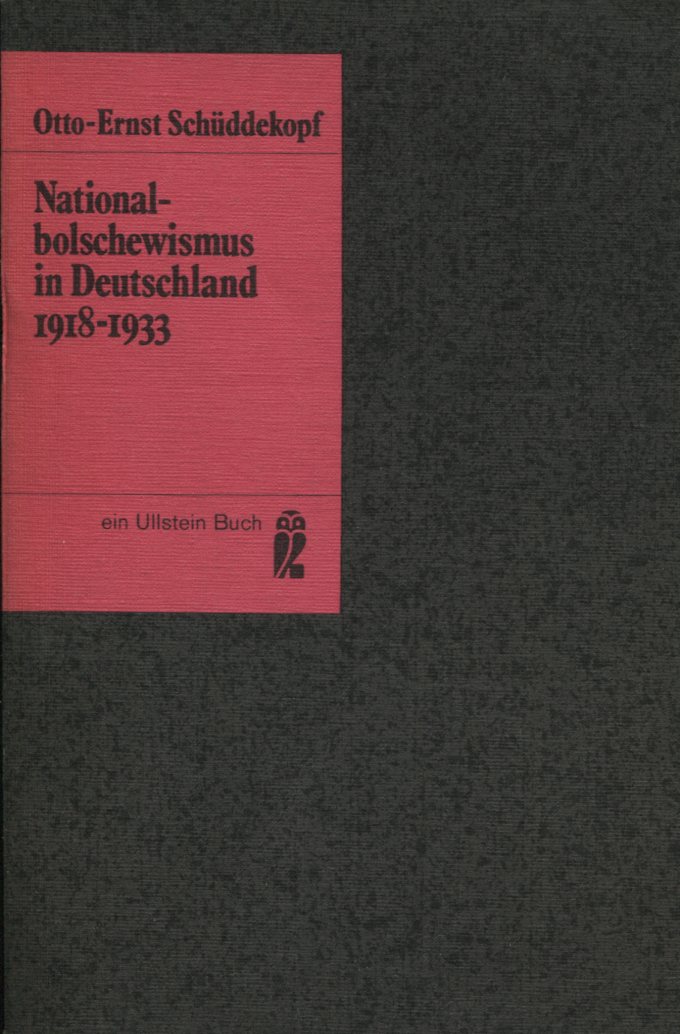 Otto-Ernst Schüddekopf
National-
bolschewismus
in Deutschland
1918-1933
ein Ullstein Buch